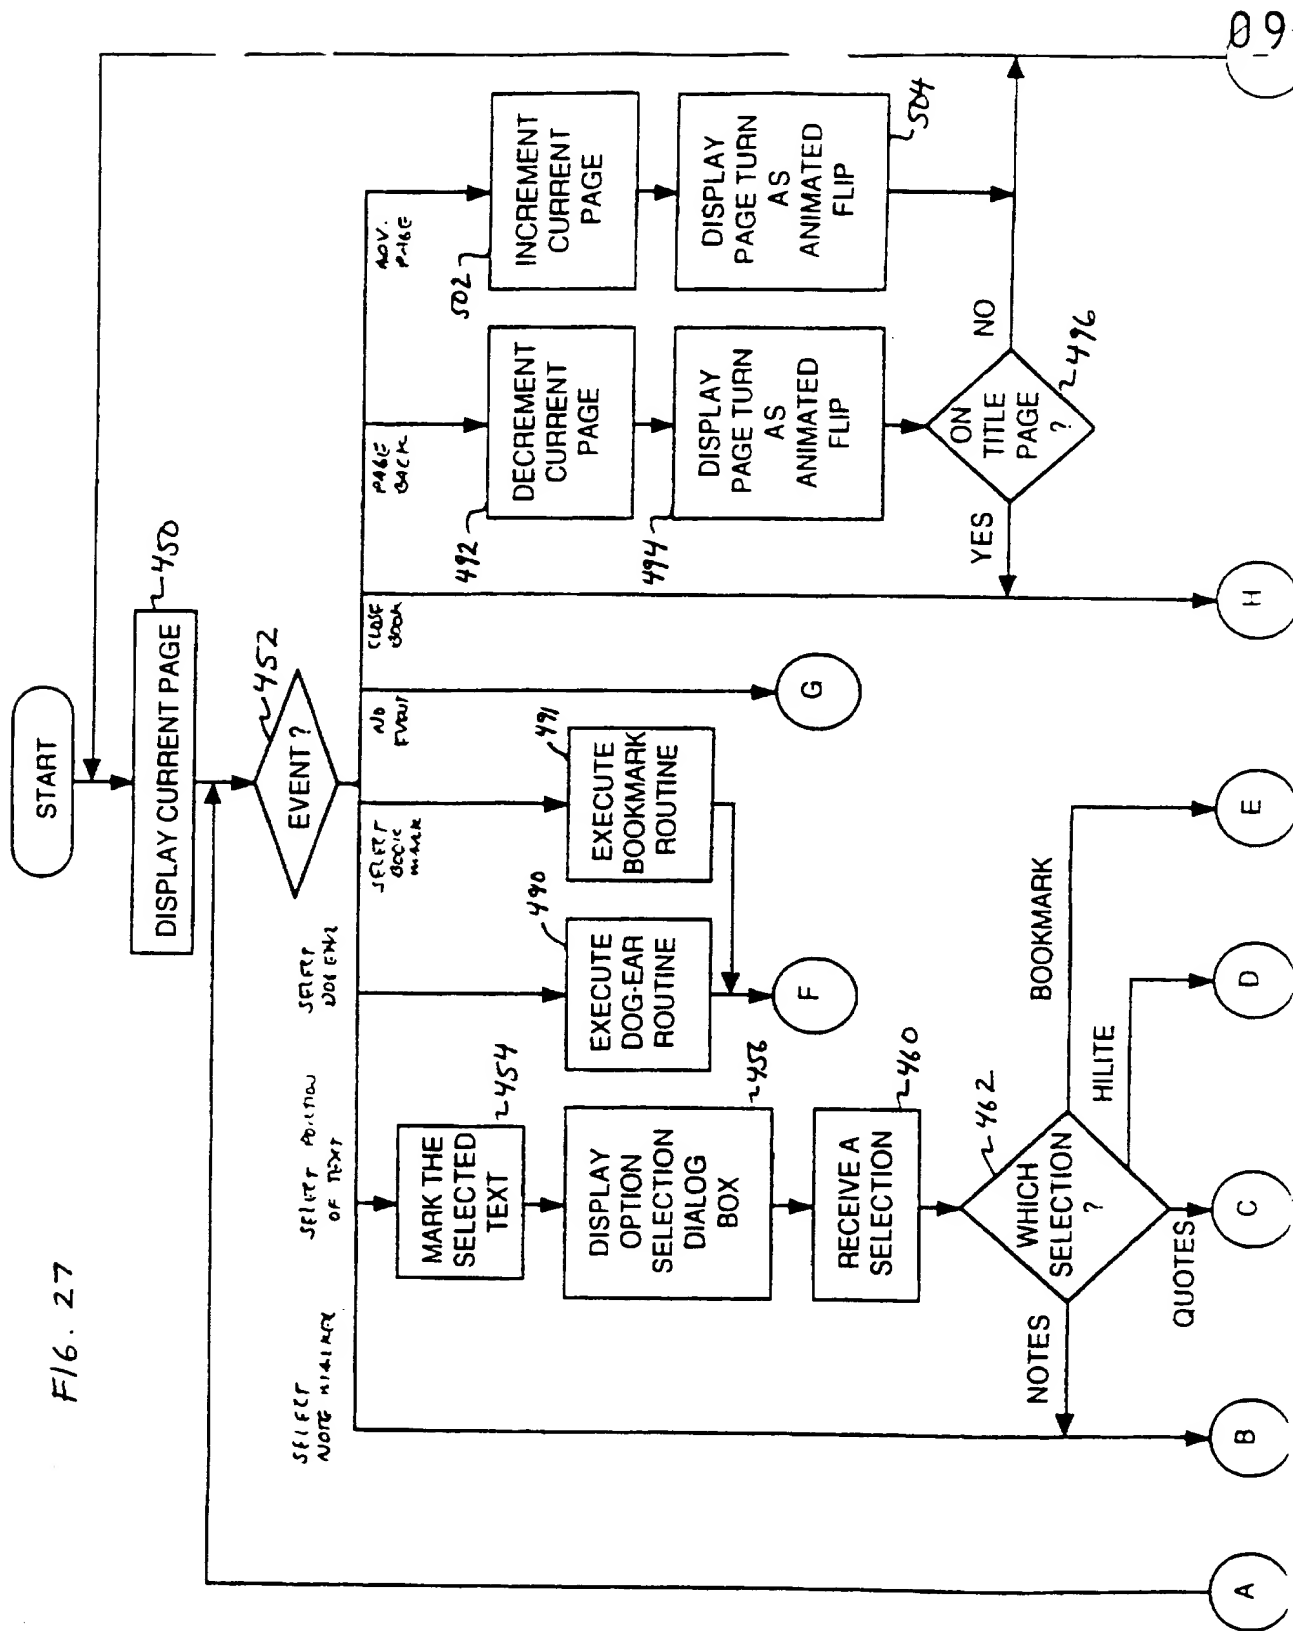 FIG. 27
09
START
DISPLAY CURRENT PAGE
450
EVENT?
452
SELECT
NOTE MARKER
SELECT PORTION
OF TEXT
SELECT
DOG EAR
SELECT
BOOK
MARK
NO
EVENT
CLOSE
BOOK
PAGE
BACK
ADV.
PAGE
MARK THE
SELECTED
TEXT
454
DISPLAY
OPTION
SELECTION
DIALOG
BOX
456
RECEIVE A
SELECTION
460
WHICH
SELECTION
?
462
NOTES
QUOTES
HILITE
BOOKMARK
EXECUTE
DOG-EAR
ROUTINE
490
EXECUTE
BOOKMARK
ROUTINE
491
DECREMENT
CURRENT
PAGE
492
DISPLAY
PAGE TURN
AS
ANIMATED
FLIP
494
ON
TITLE
PAGE
?
496
YES
NO
INCREMENT
CURRENT
PAGE
502
DISPLAY
PAGE TURN
AS
ANIMATED
FLIP
504
A
B
C
D
E
F
G
H